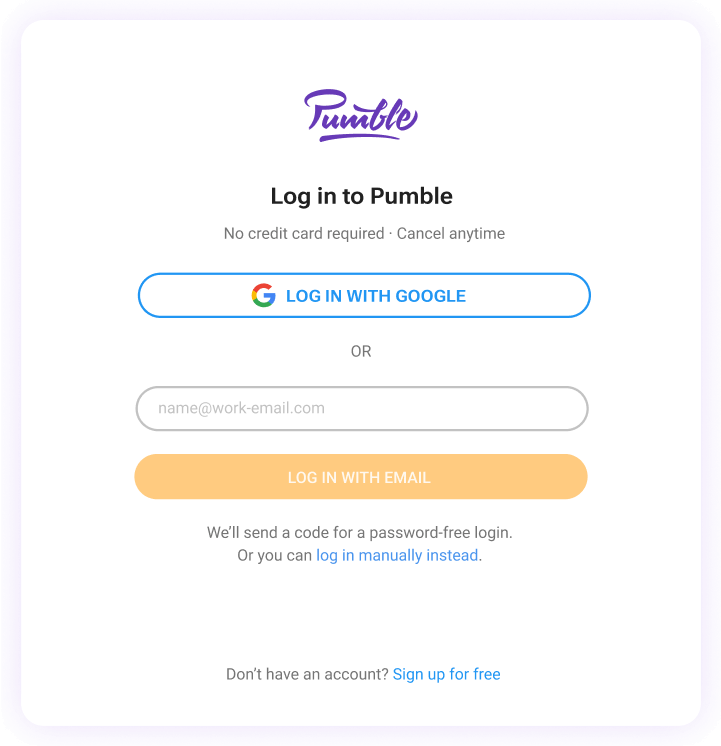 Pumble
Log in to Pumble
No credit card required · Cancel anytime
LOG IN WITH GOOGLE
OR
name@work-email.com
LOG IN WITH EMAIL
We’ll send a code for a password-free login.
Or you can log in manually instead.
Don’t have an account? Sign up for free